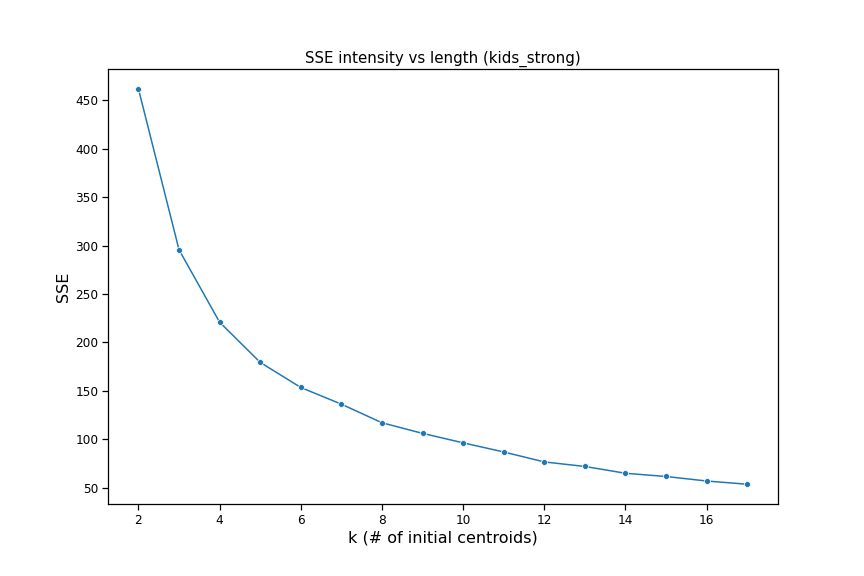 SSE intensity vs length (kids_strong)
450
400
350
300
250
200
150
100
50
SSE
2 4 6 8 10 12 14 16
k (# of initial centroids)